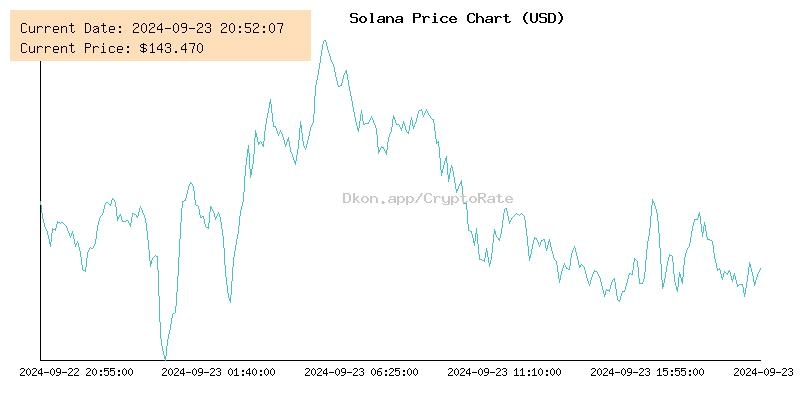 Solana Price Chart (USD)
Current Date: 2024-09-23 20:52:07
Current Price: $143.470
Dkon.app/CryptoRate
2024-09-22 20:55:00
2024-09-23 01:40:00
2024-09-23 06:25:00
2024-09-23 11:10:00
2024-09-23 15:55:00
2024-09-23